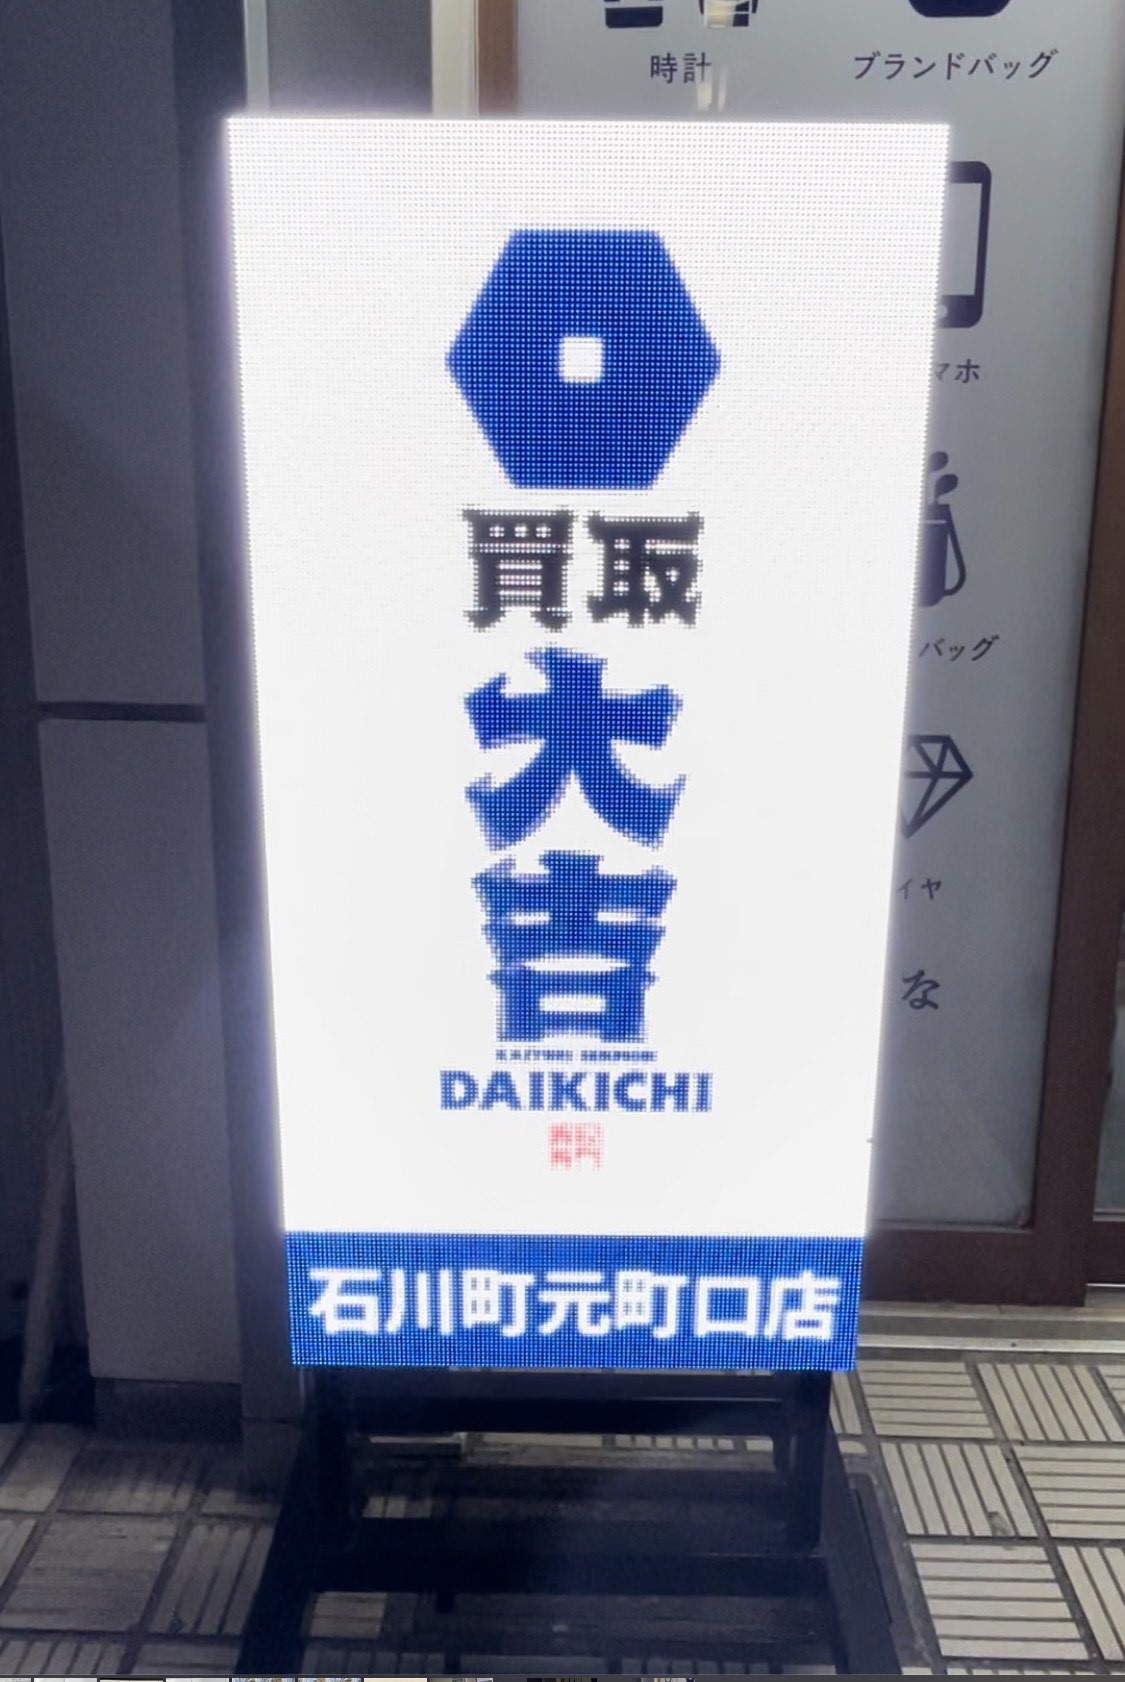 時計
ブランドバッグ
マホ
バッグ
イヤ
な
買取
大
吉
DAIKICHI
石川町元町口店